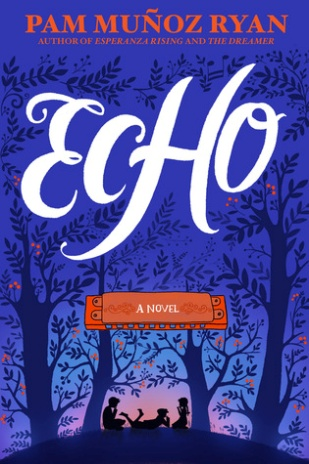 PAM MUÑOZ RYAN
AUTHOR OF ESPERANZA RISING AND THE DREAMER
ECHO
A NOVEL